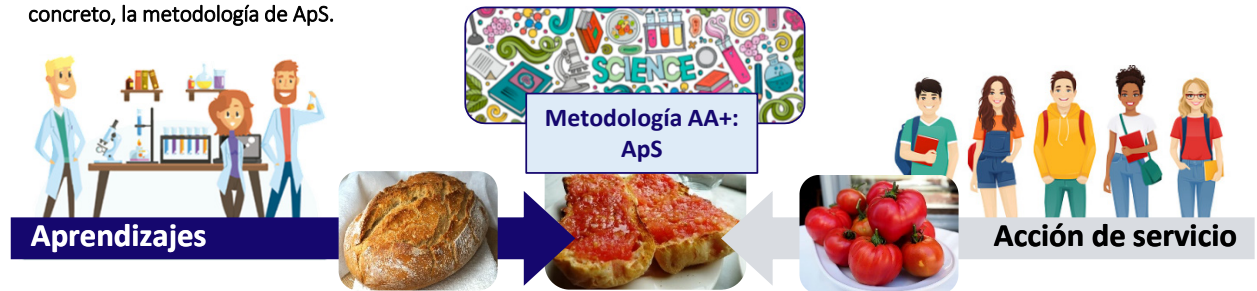 concreto, la metodología de ApS.
SCIENCE
Metodología AA+:
ApS
Aprendizajes
Acción de servicio